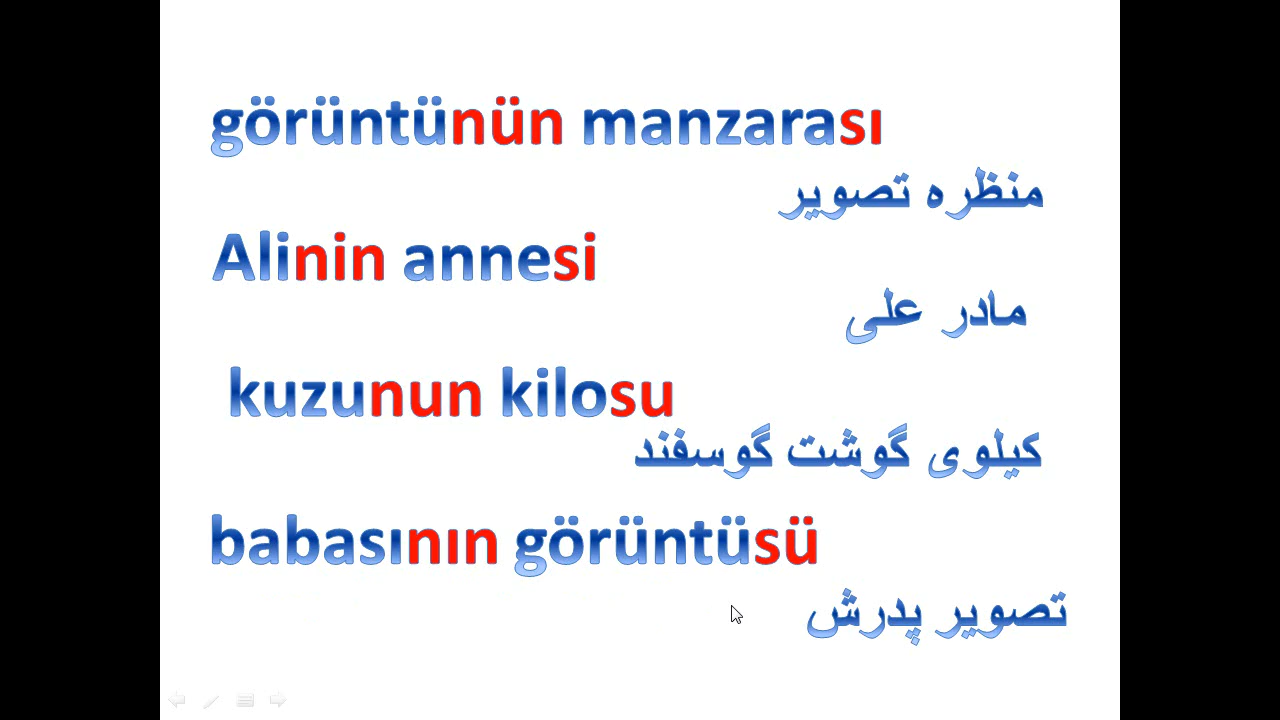 görüntünün manzarası
منظره تصویر
Alinin annesi
مادر علی
kuzunun kilosu
کیلوی گوشت گوسفند
babasının görüntüsü
تصویر پدرش